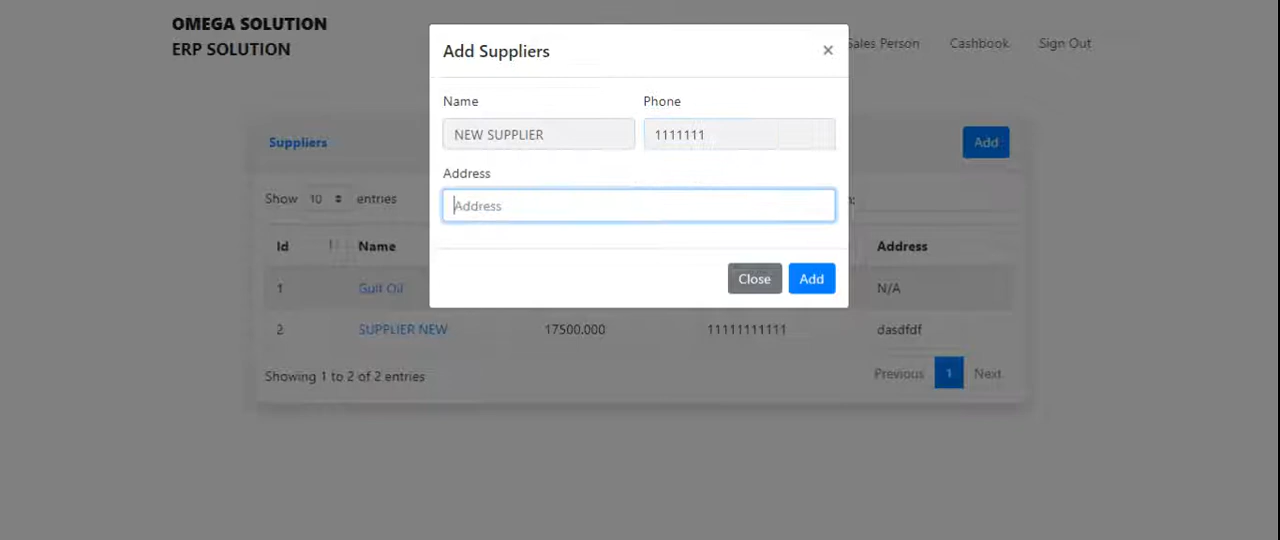 OMEGA SOLUTION
ERP SOLUTION
Sales Person Cashbook Sign Out
Add Suppliers ×
Name Phone
NEW SUPPLIER 1111111
Address
Address
Close Add
Suppliers Add
Show 10 entries
Id Name Address
1 Gulf Oil N/A
2 SUPPLIER NEW 17500.000 11111111111 dasdfdf
Showing 1 to 2 of 2 entries Previous 1 Next